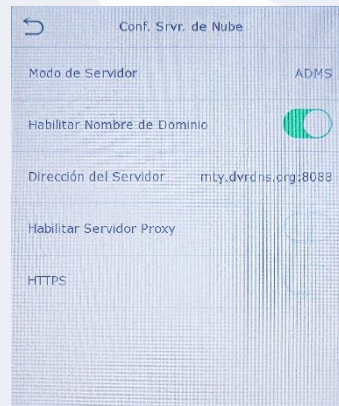 Conf. Srvr. de Nube
Modo de Servidor ADMS
Habilitar Nombre de Dominio
Dirección del Servidor mty.dvrdns.org:8088
Habilitar Servidor Proxy
HTTPS